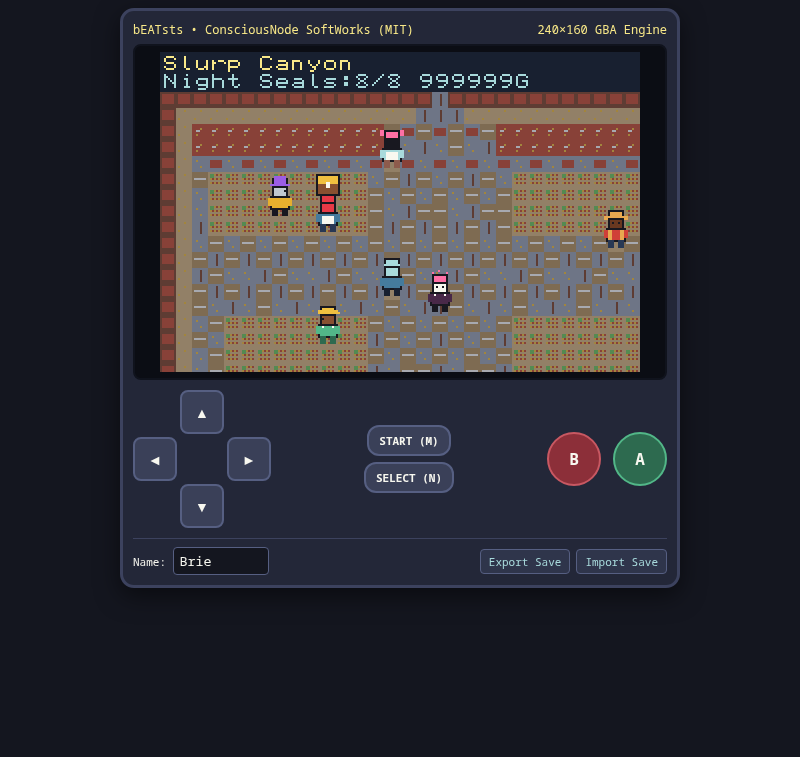 bEATsts • ConsciousNode SoftWorks (MIT)
240×160 GBA Engine
Slurp Canyon
Night Seals:8/8 999999G
▲
◄ ►
▼
START (M)
SELECT (N)
B A
Name: Brie
Export Save Import Save